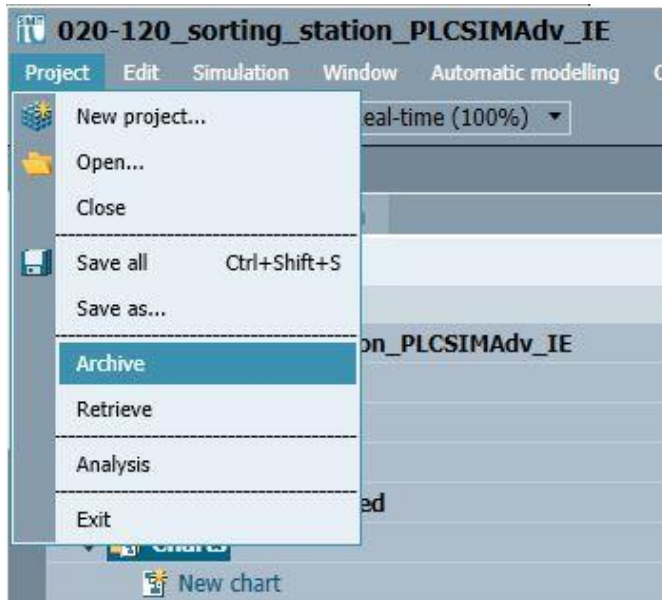 020-120_sorting_station_PLCSIMAdv_IE
Project Edit Simulation Window Automatic modelling
New project... eal-time (100%)
Open...
Close
Save all Ctrl+Shift+S
Save as...
on_PLCSIMAdv_IE
Archive
Retrieve
Analysis
ed
Exit
Charts
New chart